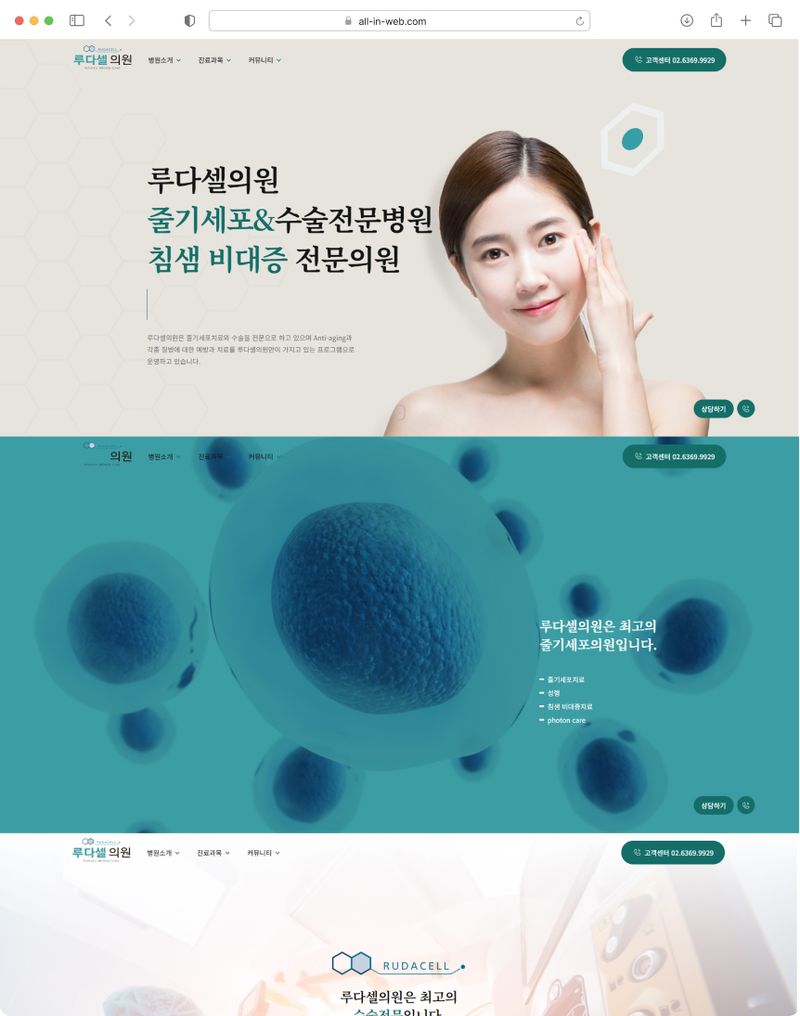 all-in-web.com
RUDACELL
루다셀 의원
병원소개
진료과목
커뮤니티
고객센터 02.6369.9929
루다셀의원
줄기세포&수술전문병원
침샘 비대증 전문의원
루다셀의원은 줄기세포치료와 수술을 전문으로 하고 있으며 Anti-aging과
각종 질병에 대한 예방과 치료를 루다셀의원만이 가지고 있는 프로그램으로
운영하고 있습니다.
상담하기
의원
병원소개
진료과목
커뮤니티
고객센터 02.6369.9929
루다셀의원은 최고의
줄기세포의원입니다.
줄기세포치료
성형
침샘 비대증치료
photon care
상담하기
RUDACELL
루다셀 의원
병원소개
진료과목
커뮤니티
고객센터 02.6369.9929
RUDACELL
루다셀의원은 최고의
수술전문입니다